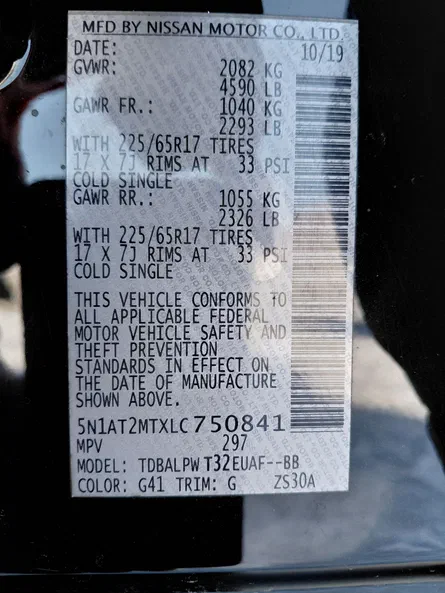 MFD BY NISSAN MOTOR CO., LTD.
DATE: 10/19
GVWR: 2082 KG
4590 LB
GAWR FR.: 1040 KG
2293 LB
WITH 225/65R17 TIRES
17 X 7J RIMS AT 33 PSI
COLD SINGLE
GAWR RR.: 1055 KG
2326 LB
WITH 225/65R17 TIRES
17 X 7J RIMS AT 33 PSI
COLD SINGLE
THIS VEHICLE CONFORMS TO
ALL APPLICABLE FEDERAL
MOTOR VEHICLE SAFETY AND
THEFT PREVENTION
STANDARDS IN EFFECT ON
THE DATE OF MANUFACTURE
SHOWN ABOVE.
5N1AT2MTXLC750841
MPV 297
MODEL: TDBALPW T32EUAF--BB
COLOR: G41 TRIM: G ZS30A